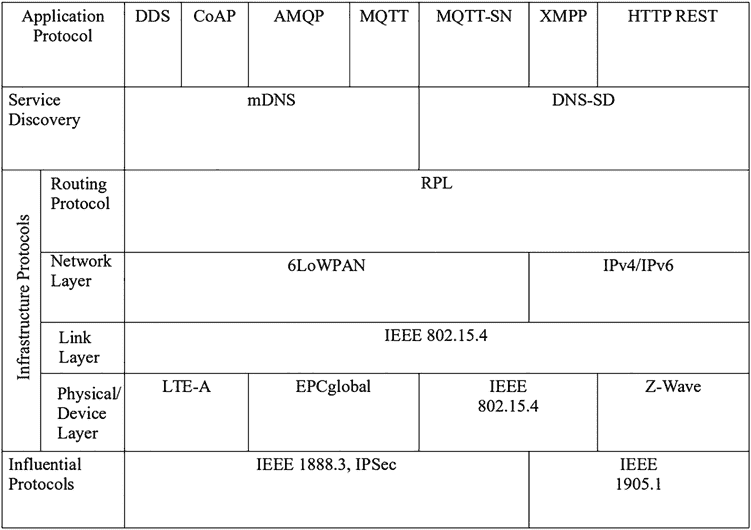 Application DDS CoAP AMQP MQTT MQTT-SN XMPP HTTP REST
Protocol
Service mDNS DNS-SD
Discovery
Infrastructure Protocols
Routing RPL
Protocol
Network 6LoWPAN IPv4/IPv6
Layer
Link IEEE 802.15.4
Layer
Physical/ LTE-A EPCglobal IEEE Z-Wave
Device 802.15.4
Layer
Influential IEEE 1888.3, IPSec IEEE
Protocols 1905.1